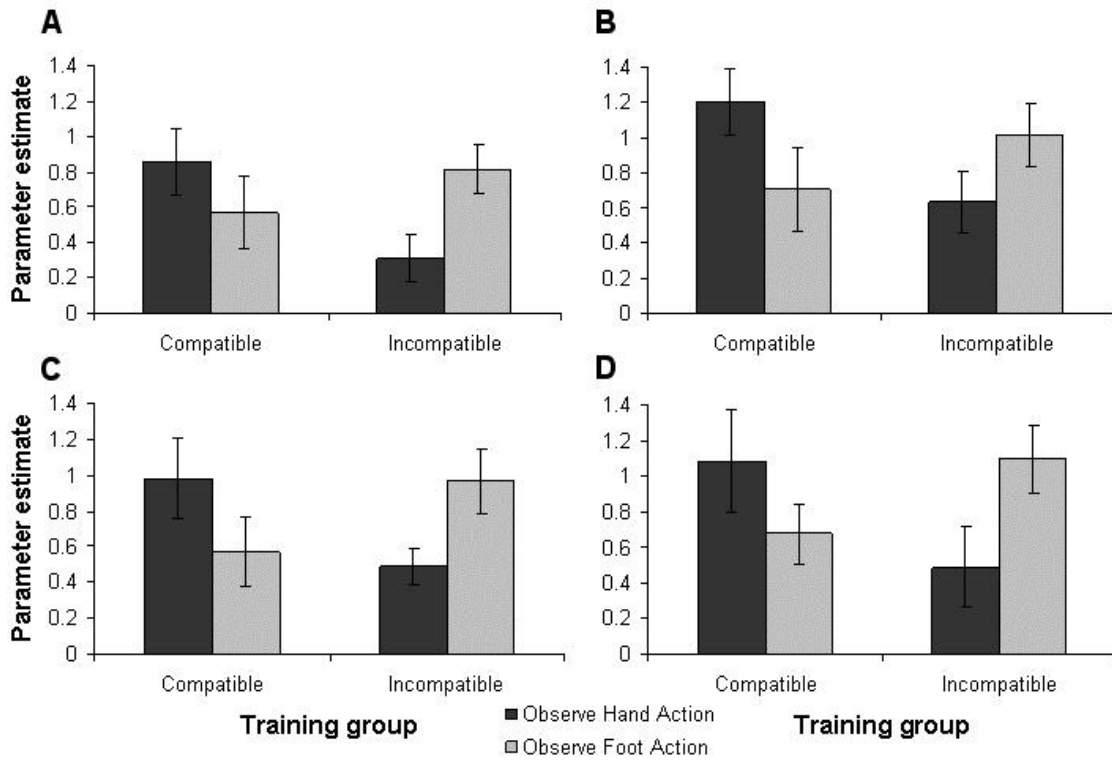 A
Parameter estimate
1.4
1.2
1
0.8
0.6
0.4
0.2
0
Compatible
Incompatible
B
1.4
1.2
1
0.8
0.6
0.4
0.2
0
Compatible
Incompatible
C
Parameter estimate
1.4
1.2
1
0.8
0.6
0.4
0.2
0
Compatible
Incompatible
Training group
D
1.4
1.2
1
0.8
0.6
0.4
0.2
0
Compatible
Incompatible
Training group
Observe Hand Action
Observe Foot Action